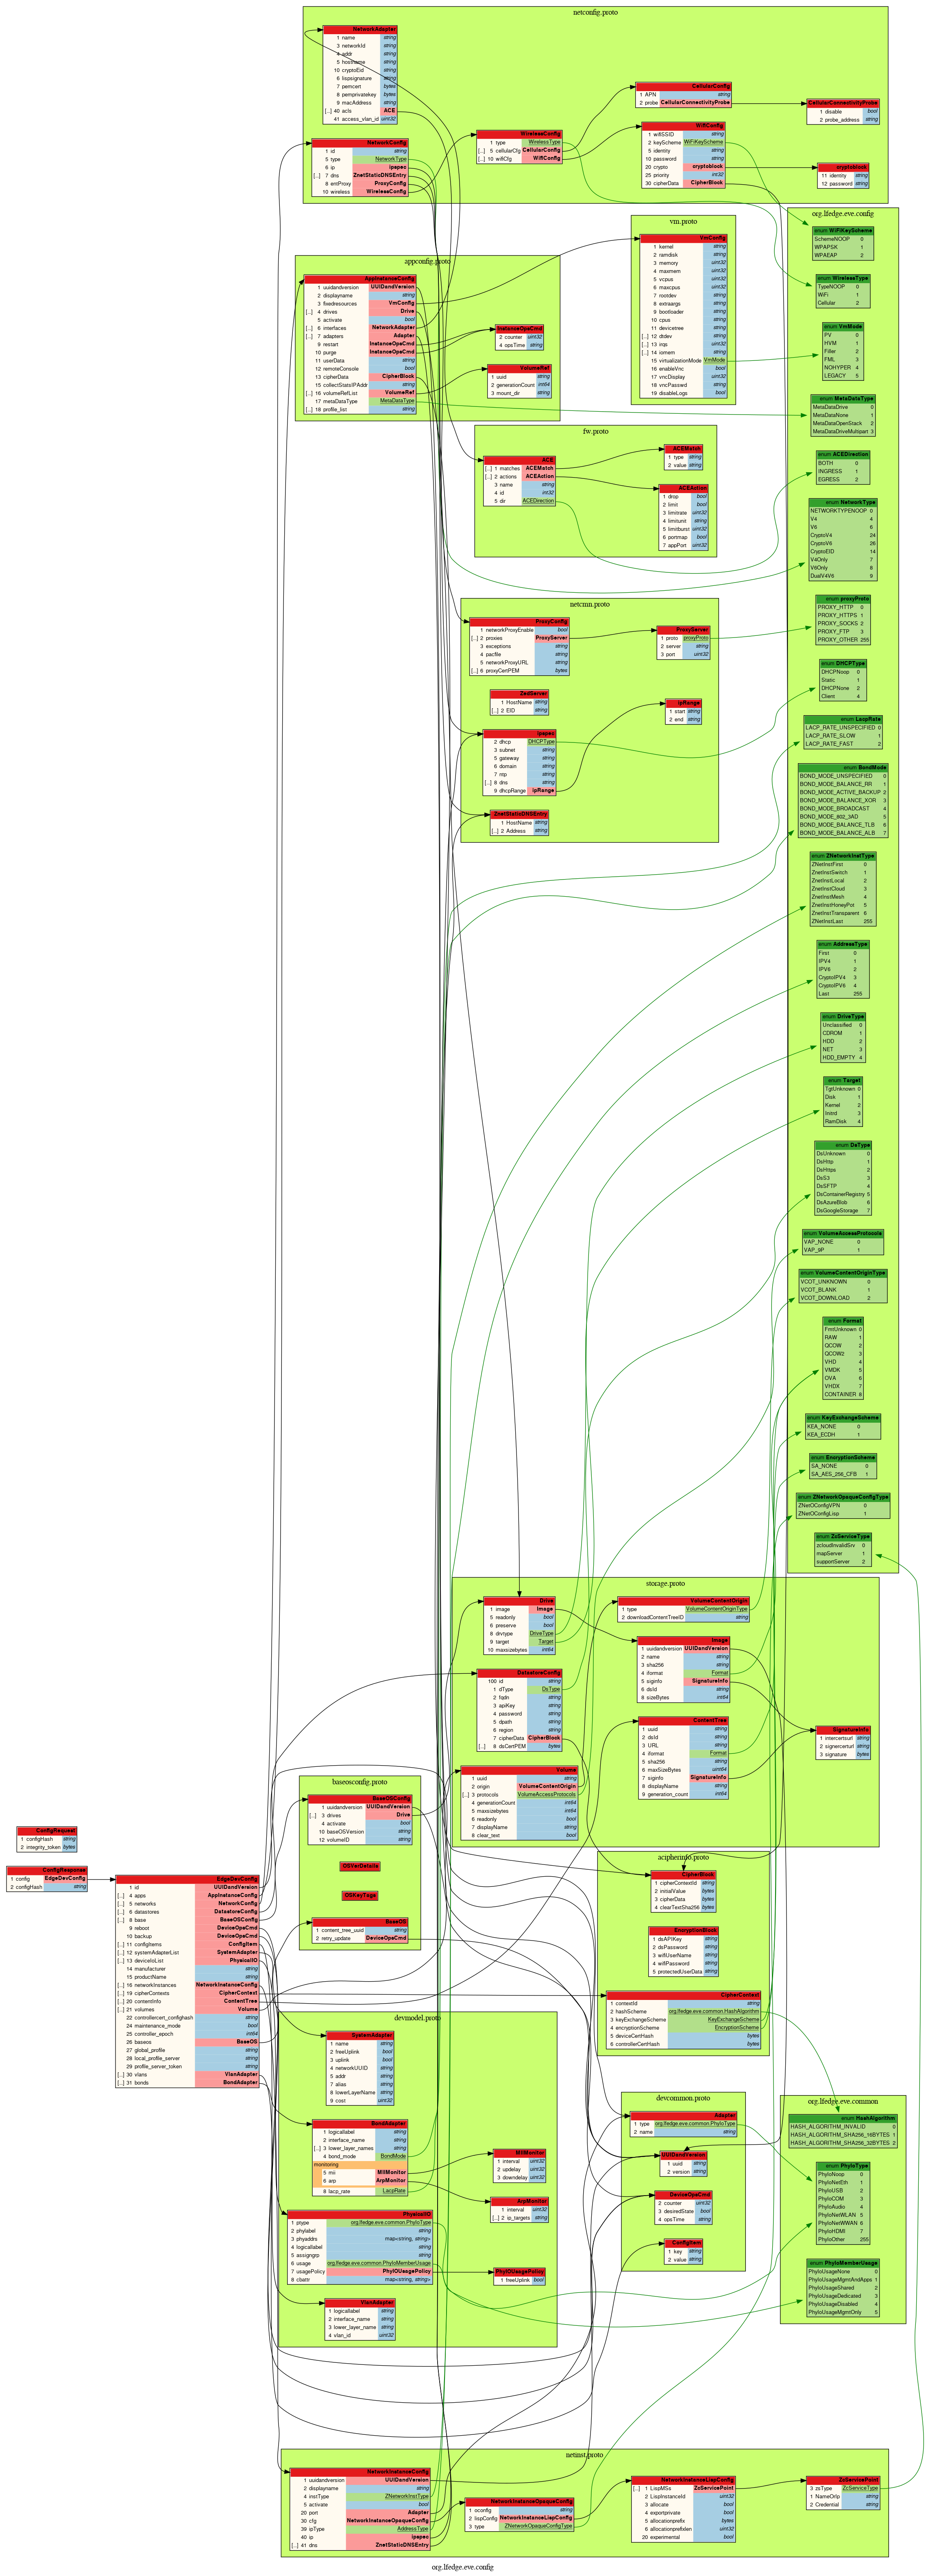 netconfig.proto
NetworkAdapter
1 name string
3 networkId string
4 addr string
5 hostname string
10 cryptoEid string
6 lispsignature string
7 pemcert bytes
8 pemprivatekey bytes
9 macAddress string
[...] 40 acls ACE
41 access_vlan_id uint32
NetworkConfig
1 id string
5 type NetworkType
6 ip ipspec
[...] 7 dns ZnetStaticDNSEntry
8 entProxy ProxyConfig
10 wireless WirelessConfig
WirelessConfig
1 type WirelessType
[...] 5 cellularCfg CellularConfig
[...] 10 wifiCfg WifiConfig
CellularConfig
1 APN string
2 probe CellularConnectivityProbe
CellularConnectivityProbe
1 disable bool
2 probe_address string
WifiConfig
1 wifiSSID string
2 keyScheme WiFiKeyScheme
5 identity string
10 password string
20 crypto cryptoblock
25 priority int32
30 cipherData CipherBlock
cryptoblock
11 identity string
12 password string
appconfig.proto
AppInstanceConfig
1 uuidandversion UUIDandVersion
2 displayname string
3 fixedresources VmConfig
[...] 4 drives Drive
5 activate bool
[...] 6 interfaces NetworkAdapter
[...] 7 adapters Adapter
9 restart InstanceOpsCmd
10 purge InstanceOpsCmd
11 userData string
12 remoteConsole bool
13 cipherData CipherBlock
15 collectStatsIPAddr string
[...] 16 volumeRefList VolumeRef
17 metaDataType MetaDataType
[...] 18 profile_list string
InstanceOpsCmd
2 counter uint32
4 opsTime string
VolumeRef
1 uuid string
2 generationCount int64
3 mount_dir string
vm.proto
VmConfig
1 kernel string
2 ramdisk string
3 memory uint32
4 maxmem uint32
5 vcpus uint32
6 maxcpus uint32
7 rootdev string
8 extraargs string
9 bootloader string
10 cpus string
11 devicetree string
[...] 12 dtdev string
[...] 13 irqs uint32
[...] 14 iomem string
15 virtualizationMode VmMode
16 enableVnc bool
17 vncDisplay uint32
18 vncPasswd string
19 disableLogs bool
fw.proto
ACE
[...] 1 matches ACEMatch
[...] 2 actions ACEAction
3 name string
4 id int32
5 dir ACEDirection
ACEMatch
1 type string
2 value string
ACEAction
1 drop bool
2 limit bool
3 limitrate uint32
4 limitunit string
5 limitburst uint32
6 portmap bool
7 appPort uint32
netcmn.proto
ProxyConfig
1 networkProxyEnable bool
[...] 2 proxies ProxyServer
3 exceptions string
4 pacfile string
5 networkProxyURL string
[...] 6 proxyCertPEM bytes
ProxyServer
1 proto proxyProto
2 server string
3 port uint32
ZedServer
1 HostName string
[...] 2 EID string
ipspec
2 dhcp DHCPType
3 subnet string
5 gateway string
6 domain string
7 ntp string
[...] 8 dns string
9 dhcpRange ipRange
ipRange
1 start string
2 end string
ZnetStaticDNSEntry
1 HostName string
[...] 2 Address string
org.lfedge.eve.config
enum WiFiKeyScheme
SchemeNOOP 0
WPAPSK 1
WPAEAP 2
enum WirelessType
TypeNOOP 0
WiFi 1
Cellular 2
enum VmMode
PV 0
HVM 1
Filler 2
FML 3
NOHYPER 4
LEGACY 5
enum MetaDataType
MetaDataDrive 0
MetaDataNone 1
MetaDataOpenStack 2
MetaDataDriveMultipart 3
enum ACEDirection
BOTH 0
INGRESS 1
EGRESS 2
enum NetworkType
NETWORKTYPENOOP 0
V4 4
V6 6
CryptoV4 24
CryptoV6 26
CryptoEID 14
V4Only 7
V6Only 8
DualV4V6 9
enum proxyProto
PROXY_HTTP 0
PROXY_HTTPS 1
PROXY_SOCKS 2
PROXY_FTP 3
PROXY_OTHER 255
enum DHCPType
DHCPNoop 0
Static 1
DHCPNone 2
Client 4
enum LacpRate
LACP_RATE_UNSPECIFIED 0
LACP_RATE_SLOW 1
LACP_RATE_FAST 2
enum BondMode
BOND_MODE_UNSPECIFIED 0
BOND_MODE_BALANCE_RR 1
BOND_MODE_ACTIVE_BACKUP 2
BOND_MODE_BALANCE_XOR 3
BOND_MODE_BROADCAST 4
BOND_MODE_802_3AD 5
BOND_MODE_BALANCE_TLB 6
BOND_MODE_BALANCE_ALB 7
enum ZNetworkInstType
ZNetInstFirst 0
ZnetInstSwitch 1
ZnetInstLocal 2
ZnetInstCloud 3
ZnetInstMesh 4
ZnetInstHoneyPot 5
ZnetInstTransparent 6
ZNetInstLast 255
enum AddressType
First 0
IPV4 1
IPV6 2
CryptoIPV4 3
CryptoIPV6 4
Last 255
enum DriveType
Unclassified 0
CDROM 1
HDD 2
NET 3
HDD_EMPTY 4
enum Target
TgtUnknown 0
Disk 1
Kernel 2
Initrd 3
RamDisk 4
enum DsType
DsUnknown 0
DsHttp 1
DsHttps 2
DsS3 3
DsSFTP 4
DsContainerRegistry 5
DsAzureBlob 6
DsGoogleStorage 7
enum VolumeAccessProtocols
VAP_NONE 0
VAP_9P 1
enum VolumeContentOriginType
VCOT_UNKNOWN 0
VCOT_BLANK 1
VCOT_DOWNLOAD 2
enum Format
FmtUnknown 0
RAW 1
QCOW 2
QCOW2 3
VHD 4
VMDK 5
OVA 6
VHDX 7
CONTAINER 8
enum KeyExchangeScheme
KEA_NONE 0
KEA_ECDH 1
enum EncryptionScheme
SA_NONE 0
SA_AES_256_CFB 1
enum ZNetworkOpaqueConfigType
ZNetOConfigVPN 0
ZNetOConfigLisp 1
enum ZcServiceType
zcloudInvalidSrv 0
mapServer 1
supportServer 2
storage.proto
Drive
1 image Image
5 readonly bool
6 preserve bool
8 drvtype DriveType
9 target Target
10 maxsizebytes int64
VolumeContentOrigin
1 type VolumeContentOriginType
2 downloadContentTreeID string
Image
1 uuidandversion UUIDandVersion
2 name string
3 sha256 string
4 iformat Format
5 siginfo SignatureInfo
6 dsId string
8 sizeBytes int64
DatastoreConfig
100 id string
1 dType DsType
2 fqdn string
3 apiKey string
4 password string
5 dpath string
6 region string
7 cipherData CipherBlock
[...] 8 dsCertPEM bytes
ContentTree
1 uuid string
2 dsId string
3 URL string
4 iformat Format
5 sha256 string
6 maxSizeBytes uint64
7 siginfo SignatureInfo
8 displayName string
9 generation_count int64
SignatureInfo
1 intercertsurl string
2 signercerturl string
3 signature bytes
Volume
1 uuid string
2 origin VolumeContentOrigin
[...] 3 protocols VolumeAccessProtocols
4 generationCount int64
5 maxsizebytes int64
6 readonly bool
7 displayName string
8 clear_text bool
baseosconfig.proto
BaseOSConfig
1 uuidandversion UUIDandVersion
[...] 3 drives Drive
4 activate bool
10 baseOSVersion string
12 volumeID string
OSVerDetails
OSKeyTags
BaseOS
1 content_tree_uuid string
2 retry_update DeviceOpsCmd
ConfigRequest
1 configHash string
2 integrity_token bytes
ConfigResponse
1 config EdgeDevConfig
2 configHash string
EdgeDevConfig
1 id UUIDandVersion
[...] 4 apps AppInstanceConfig
[...] 5 networks NetworkConfig
[...] 6 datastores DatastoreConfig
[...] 8 base BaseOSConfig
9 reboot DeviceOpsCmd
10 backup DeviceOpsCmd
[...] 11 configItems ConfigItem
[...] 12 systemAdapterList SystemAdapter
[...] 13 deviceIoList PhysicalIO
14 manufacturer string
15 productName string
[...] 16 networkInstances NetworkInstanceConfig
[...] 19 cipherContexts CipherContext
[...] 20 contentInfo ContentTree
[...] 21 volumes Volume
22 controllercert_confighash string
24 maintenance_mode bool
25 controller_epoch int64
26 baseos BaseOS
27 global_profile string
28 local_profile_server string
29 profile_server_token string
[...] 30 vlans VlanAdapter
[...] 31 bonds BondAdapter
acipherinfo.proto
CipherBlock
1 cipherContextId string
2 initialValue bytes
3 cipherData bytes
4 clearTextSha256 bytes
EncryptionBlock
1 dsAPIKey string
2 dsPassword string
3 wifiUserName string
4 wifiPassword string
5 protectedUserData string
CipherContext
1 contextId string
2 hashScheme org.lfedge.eve.common.HashAlgorithm
3 keyExchangeScheme KeyExchangeScheme
4 encryptionScheme EncryptionScheme
5 deviceCertHash bytes
6 controllerCertHash bytes
devmodel.proto
SystemAdapter
1 name string
2 freeUplink bool
3 uplink bool
4 networkUUID string
5 addr string
7 alias string
8 lowerLayerName string
9 cost uint32
BondAdapter
1 logicallabel string
2 interface_name string
[...] 3 lower_layer_names string
4 bond_mode BondMode
monitoring
5 mii MIIMonitor
6 arp ArpMonitor
8 lacp_rate LacpRate
MIIMonitor
1 interval uint32
2 updelay uint32
3 downdelay uint32
ArpMonitor
1 interval uint32
[...] 2 ip_targets string
PhysicalIO
1 ptype org.lfedge.eve.common.PhyIoType
2 phylabel string
3 phyaddrs map<string, string>
4 logicallabel string
5 assigngrp string
6 usage org.lfedge.eve.common.PhyIoMemberUsage
7 usagePolicy PhyIOUsagePolicy
8 cbattr map<string, string>
PhyIOUsagePolicy
1 freeUplink bool
VlanAdapter
1 logicallabel string
2 interface_name string
3 lower_layer_name string
4 vlan_id uint32
devcommon.proto
Adapter
1 type org.lfedge.eve.common.PhyIoType
2 name string
UUIDandVersion
1 uuid string
2 version string
DeviceOpsCmd
2 counter uint32
3 desiredState bool
4 opsTime string
ConfigItem
1 key string
2 value string
org.lfedge.eve.common
enum HashAlgorithm
HASH_ALGORITHM_INVALID 0
HASH_ALGORITHM_SHA256_16BYTES 1
HASH_ALGORITHM_SHA256_32BYTES 2
enum PhyIoType
PhyIoNoop 0
PhyIoNetEth 1
PhyIoUSB 2
PhyIoCOM 3
PhyIoAudio 4
PhyIoNetWLAN 5
PhyIoNetWWAN 6
PhyIoHDMI 7
PhyIoOther 255
enum PhyIoMemberUsage
PhyIoUsageNone 0
PhyIoUsageMgmtAndApps 1
PhyIoUsageShared 2
PhyIoUsageDedicated 3
PhyIoUsageDisabled 4
PhyIoUsageMgmtOnly 5
netinst.proto
NetworkInstanceConfig
1 uuidandversion UUIDandVersion
2 displayname string
4 instType ZNetworkInstType
5 activate bool
20 port Adapter
30 cfg NetworkInstanceOpaqueConfig
39 ipType AddressType
40 ip ipspec
[...] 41 dns ZnetStaticDNSEntry
NetworkInstanceOpaqueConfig
1 oconfig string
2 lispConfig NetworkInstanceLispConfig
3 type ZNetworkOpaqueConfigType
NetworkInstanceLispConfig
[...] 1 LispMSs ZcServicePoint
2 LispInstanceId uint32
3 allocate bool
4 exportprivate bool
5 allocationprefix bytes
6 allocationprefixlen uint32
20 experimental bool
ZcServicePoint
3 zsType ZcServiceType
1 NameOrIp string
2 Credential string
org.lfedge.eve.config